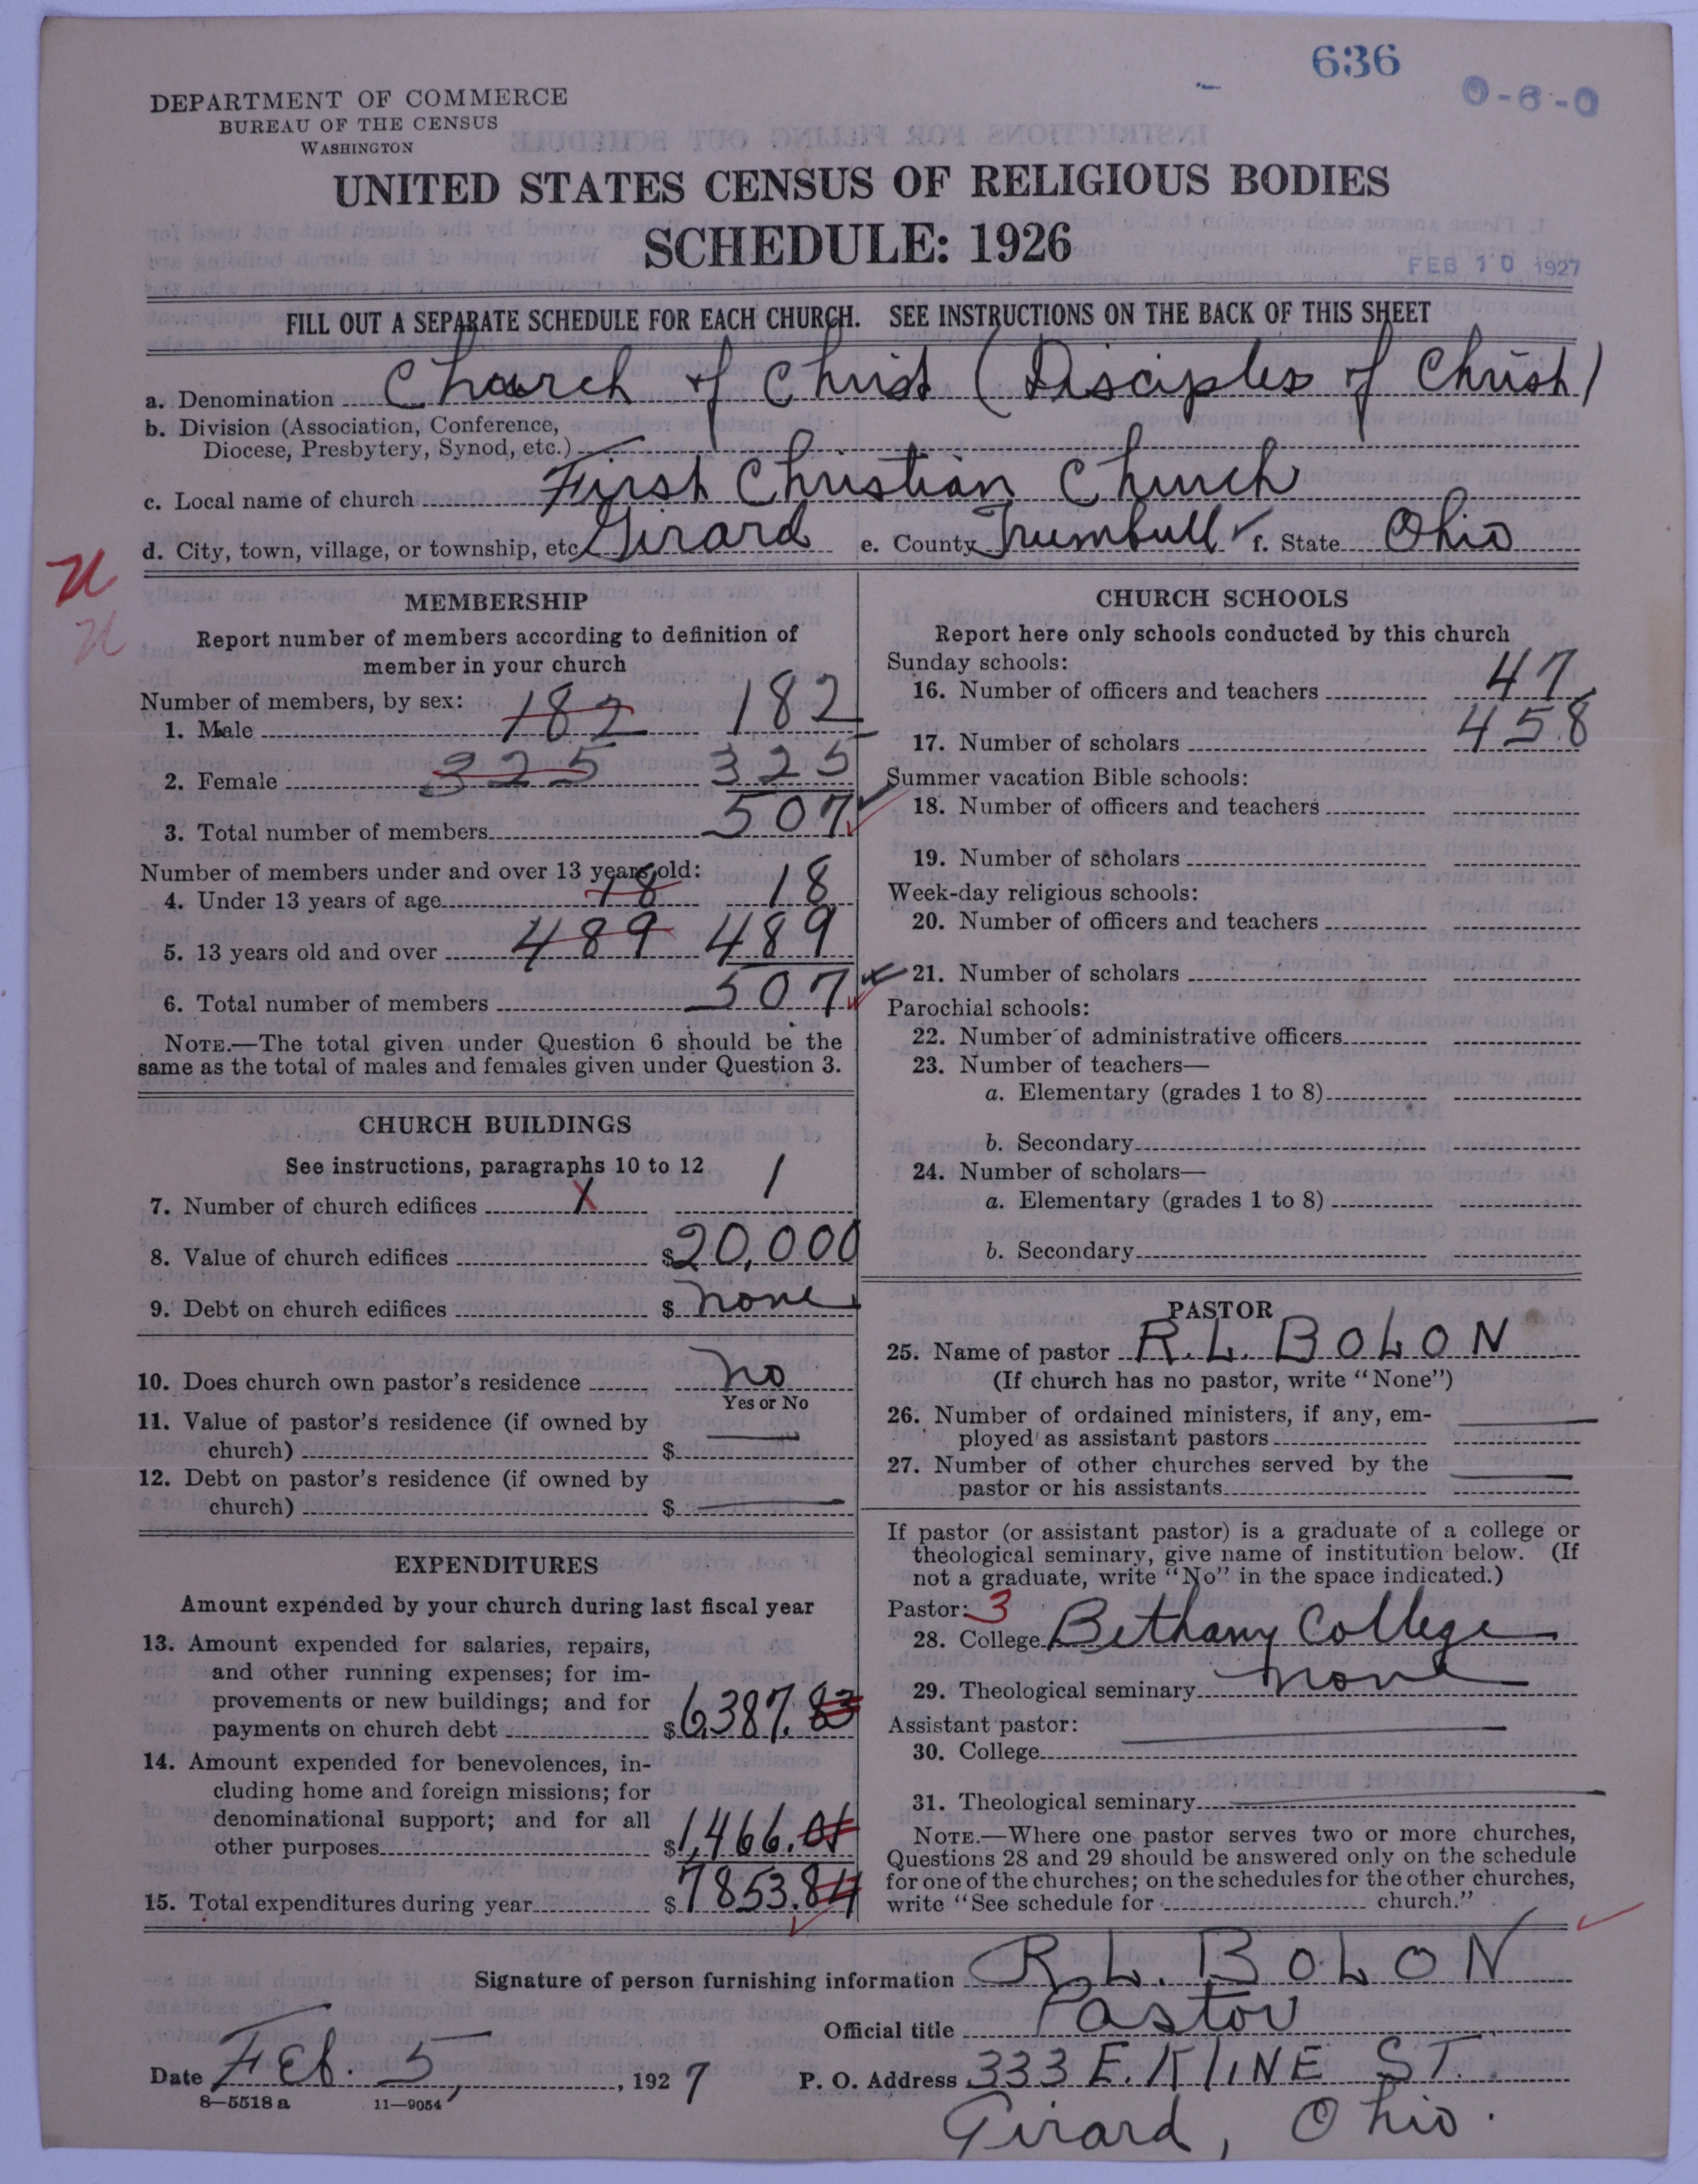 636
0-6-0
DEPARTMENT OF COMMERCE
BUREAU OF THE CENSUS
WASHINGTON
UNITED STATES CENSUS OF RELIGIOUS BODIES
SCHEDULE: 1926
FEB 10 1927
FILL OUT A SEPARATE SCHEDULE FOR EACH CHURCH. SEE INSTRUCTIONS ON THE BACK OF THIS SHEET
a. Denomination Church of Christ (Disciples of Christ)
b. Division (Association, Conference,
Diocese, Presbytery, Synod, etc.)
c. Local name of church First Christian Church
d. City, town, village, or township, etc Girard e. County Trumbull f. State Ohio
MEMBERSHIP
Report number of members according to definition of
member in your church
Number of members, by sex:
1. Male 182 182
2. Female 325 325
3. Total number of members 507
Number of members under and over 13 years old:
4. Under 13 years of age 18 18
5. 13 years old and over 489 489
6. Total number of members 507
NOTE.—The total given under Question 6 should be the
same as the total of males and females given under Question 3.
CHURCH BUILDINGS
See instructions, paragraphs 10 to 12
7. Number of church edifices 1 1
8. Value of church edifices $20,000
9. Debt on church edifices $ none
10. Does church own pastor's residence no
Yes or No
11. Value of pastor's residence (if owned by
church) $
12. Debt on pastor's residence (if owned by
church) $
EXPENDITURES
Amount expended by your church during last fiscal year
13. Amount expended for salaries, repairs,
and other running expenses; for im-
provements or new buildings; and for
payments on church debt $6387.83
14. Amount expended for benevolences, in-
cluding home and foreign missions; for
denominational support; and for all
other purposes $1,466.01
15. Total expenditures during year $7853.84
CHURCH SCHOOLS
Report here only schools conducted by this church
Sunday schools:
16. Number of officers and teachers 47
17. Number of scholars 458
Summer vacation Bible schools:
18. Number of officers and teachers
19. Number of scholars
Week-day religious schools:
20. Number of officers and teachers
21. Number of scholars
Parochial schools:
22. Number of administrative officers
23. Number of teachers—
a. Elementary (grades 1 to 8)
b. Secondary
24. Number of scholars—
a. Elementary (grades 1 to 8)
b. Secondary
PASTOR
25. Name of pastor R.L. BOLON
(If church has no pastor, write "None")
26. Number of ordained ministers, if any, em-
ployed as assistant pastors
27. Number of other churches served by the
pastor or his assistants
If pastor (or assistant pastor) is a graduate of a college or
theological seminary, give name of institution below. (If
not a graduate, write "No" in the space indicated.)
Pastor: 3
28. College Bethany College
29. Theological seminary none
Assistant pastor:
30. College
31. Theological seminary
NOTE.—Where one pastor serves two or more churches,
Questions 28 and 29 should be answered only on the schedule
for one of the churches; on the schedules for the other churches,
write "See schedule for church."
Signature of person furnishing information R.L. BOLON
Official title Pastor
Date Feb. 5, 1927 P. O. Address 333 E. KLINE ST.
8—5518 a 11—9054
Girard, Ohio.